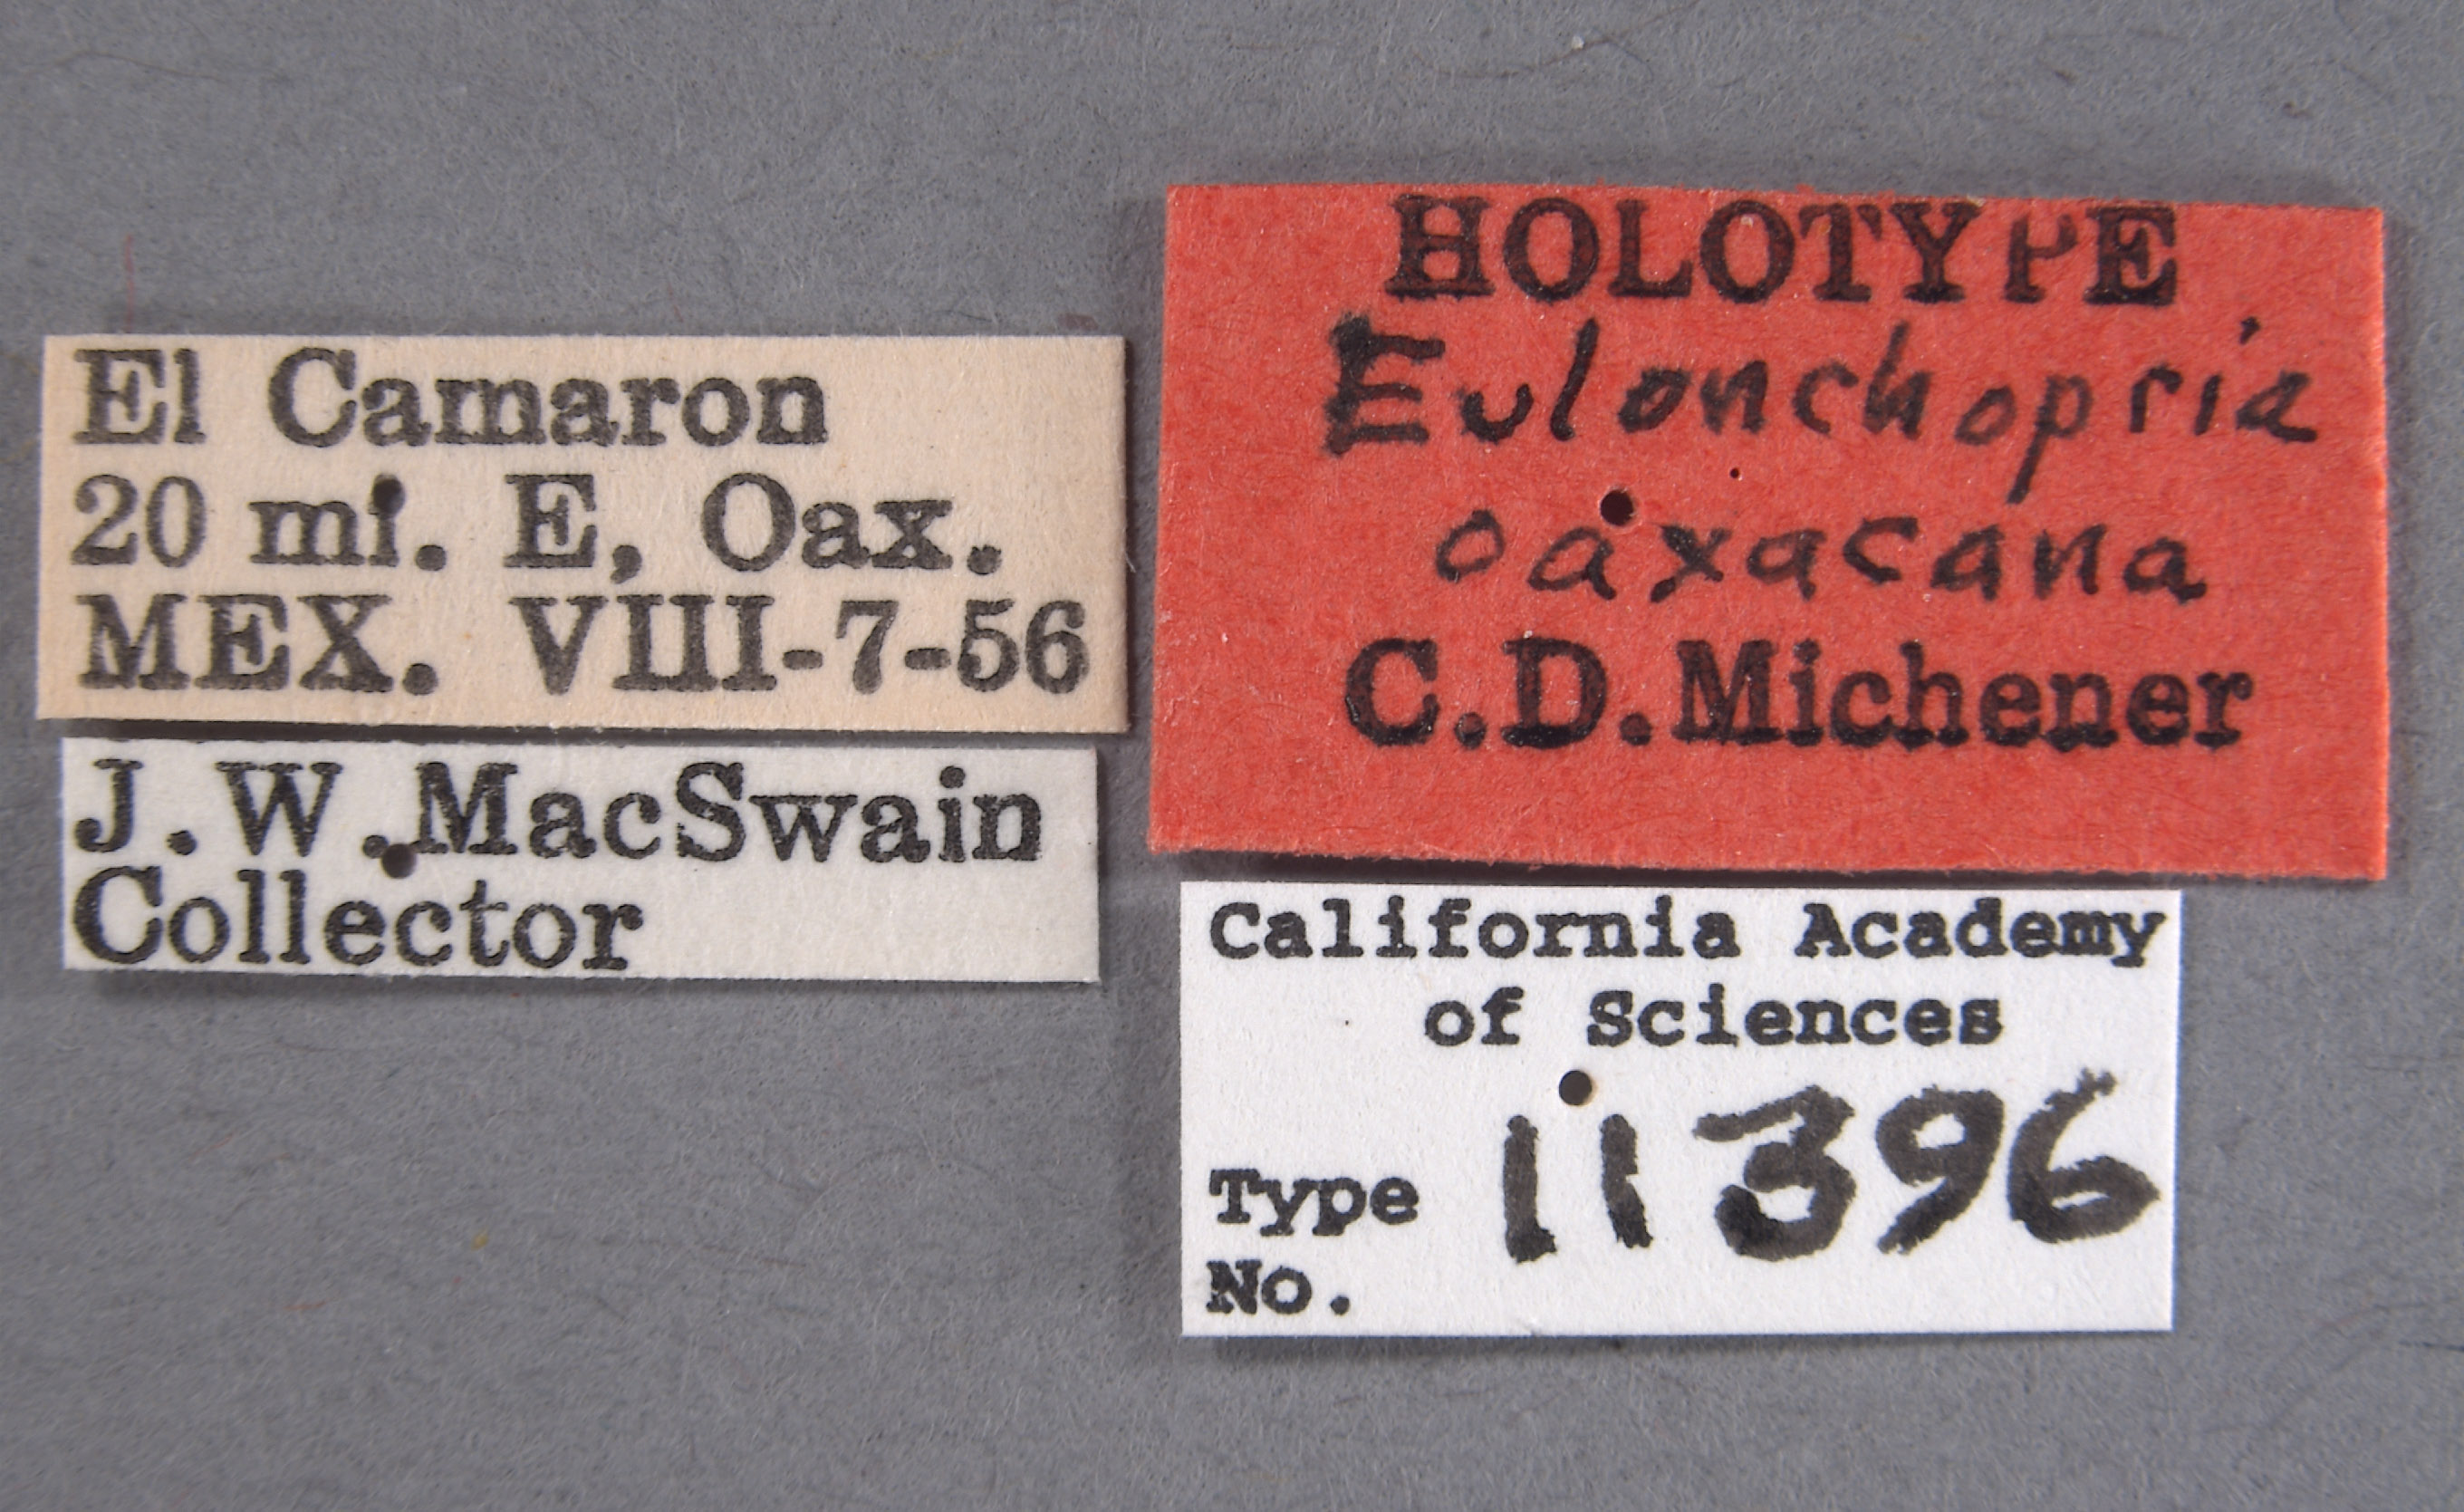 El Camaron
20 mi. E, Oax.
MEX. VIII-7-56
J.W.MacSwain
Collector
HOLOTYPE
Eulonchopria
oaxacana
C.D.Michener
California Academy
of Sciences
Type 11396
No.